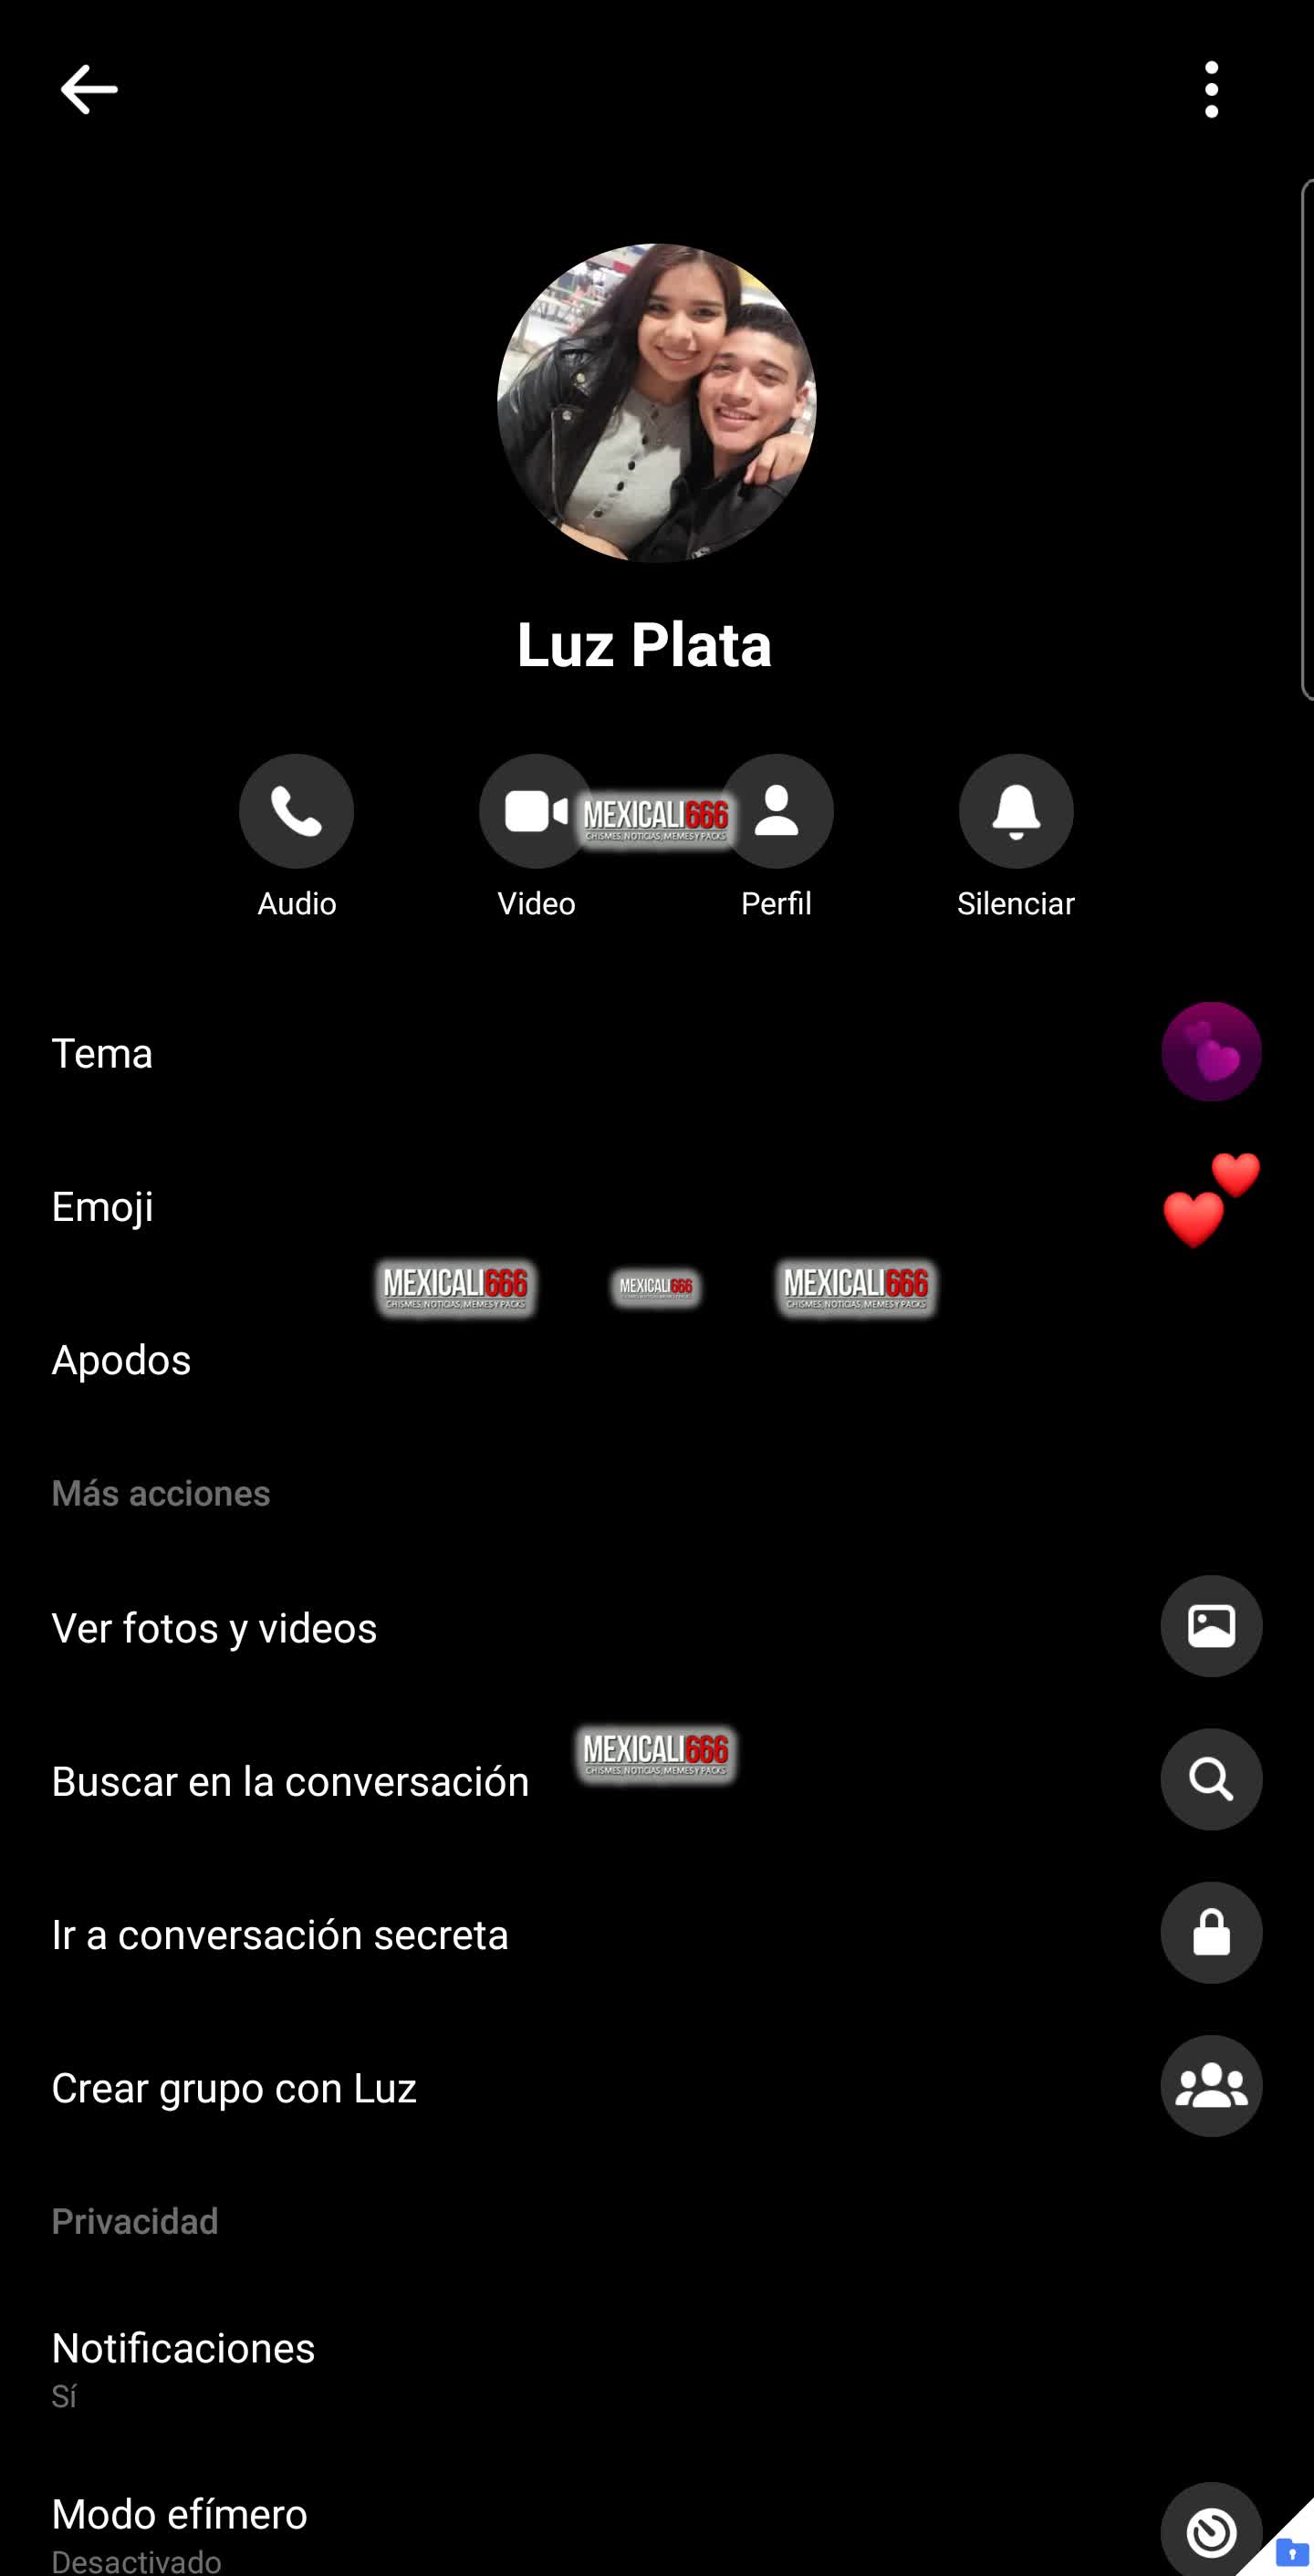 Luz Plata
MEXICALI666
CHISMES, NOTICIAS, MEMES Y PACKS
Audio
Video
Perfil
Silenciar
Tema
Emoji
MEXICALI666
CHISMES, NOTICIAS, MEMES Y PACKS
MEXICALI666
MEXICALI666
CHISMES, NOTICIAS, MEMES Y PACKS
Apodos
Más acciones
Ver fotos y videos
MEXICALI666
CHISMES, NOTICIAS, MEMES Y PACKS
Buscar en la conversación
Ir a conversación secreta
Crear grupo con Luz
Privacidad
Notificaciones
Sí
Modo efímero
Desactivado